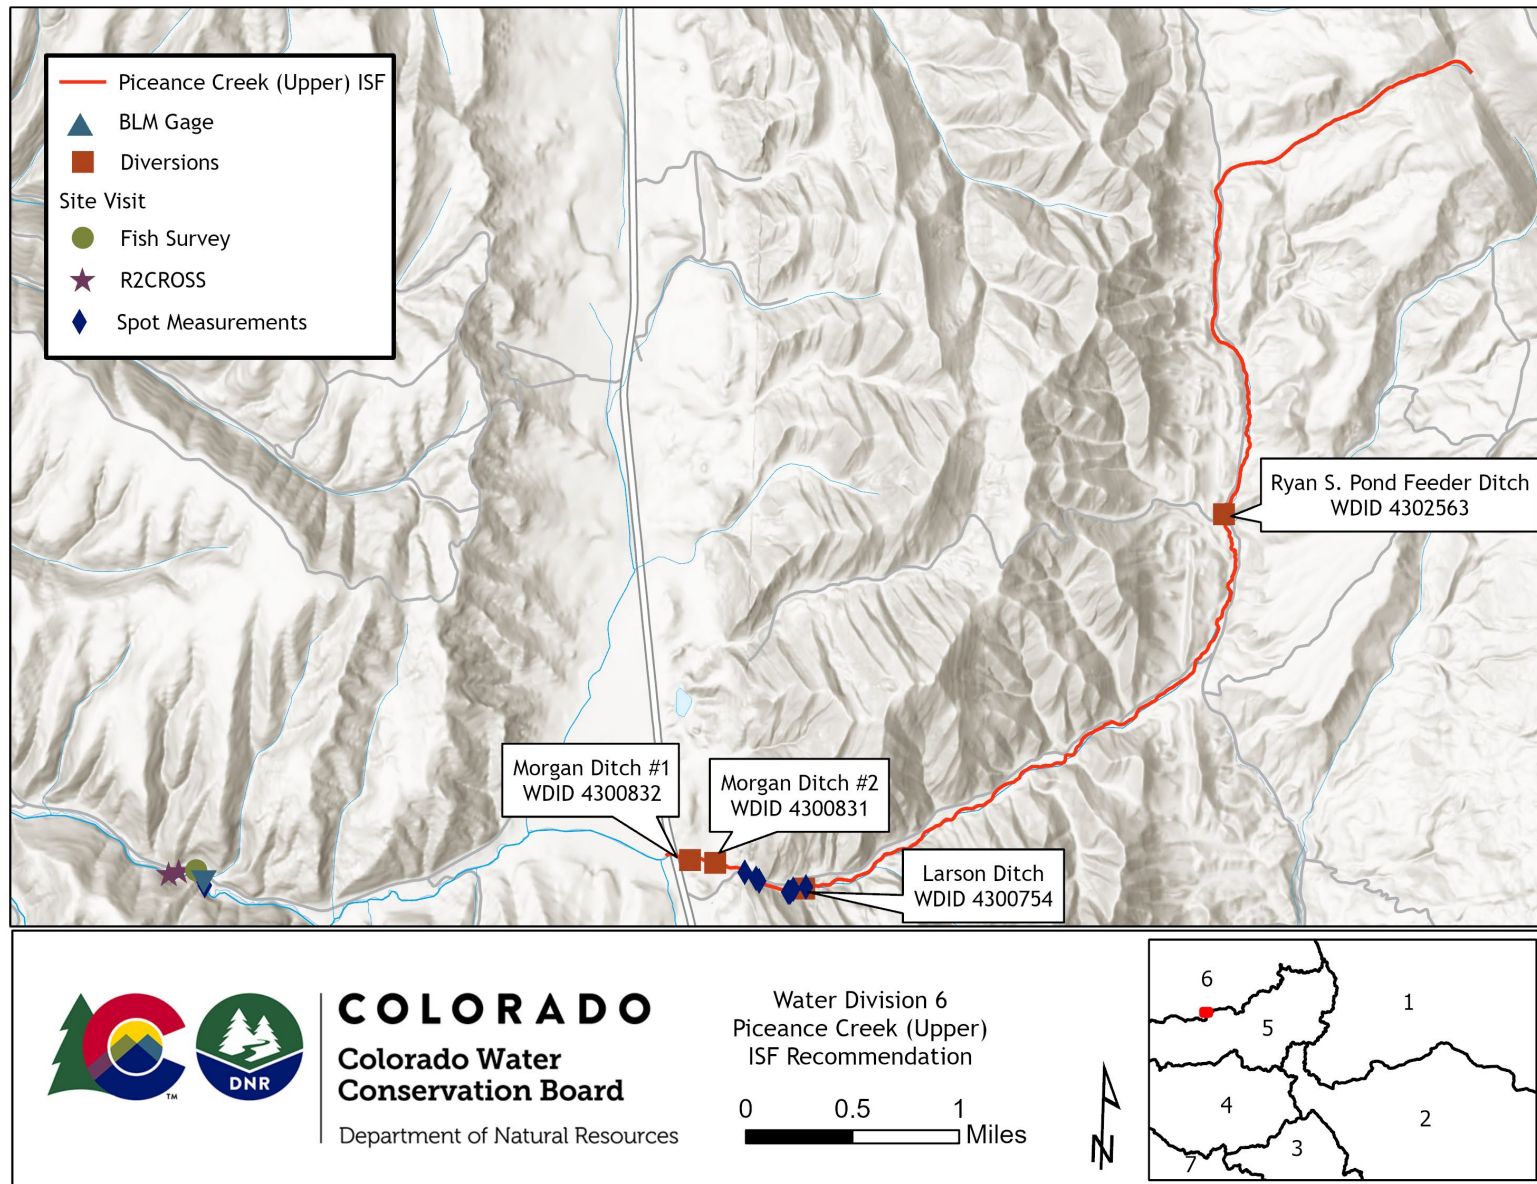 Piceance Creek (Upper) ISF
BLM Gage
Diversions
Site Visit
Fish Survey
R2CROSS
Spot Measurements
Ryan S. Pond Feeder Ditch
WDID 4302563
Morgan Ditch #1
WDID 4300832
Morgan Ditch #2
WDID 4300831
Larson Ditch
WDID 4300754
TM
DNR
COLORADO
Colorado Water
Conservation Board
Department of Natural Resources
Water Division 6
Piceance Creek (Upper)
ISF Recommendation
0 0.5 1
Miles
N
6
1
5
4
2
3
7